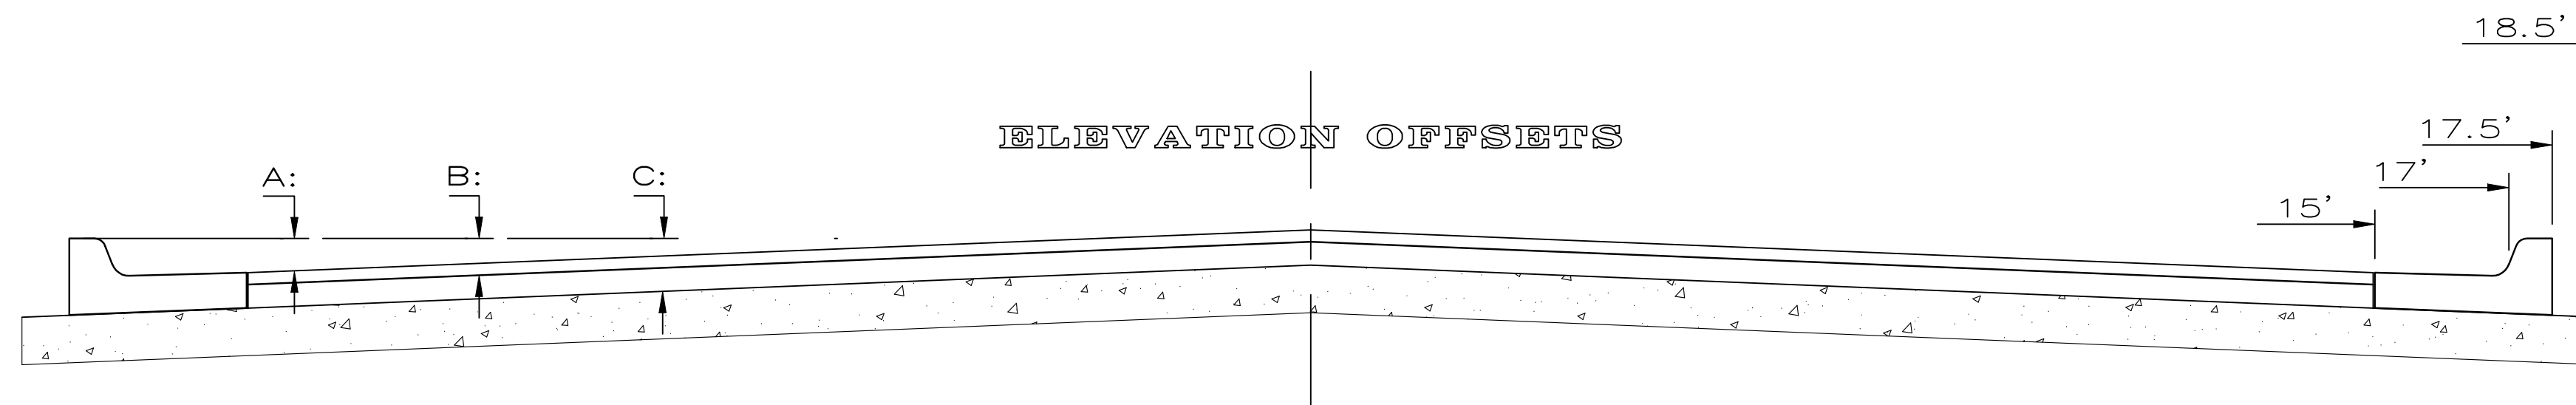 18.5'
ELEVATION OFFSETS
17.5'
A:
B:
C:
17'
15'